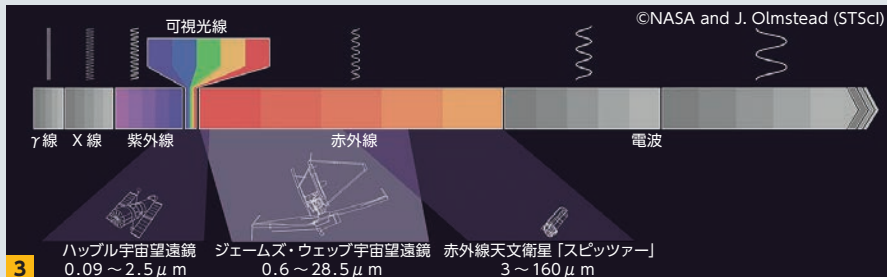 ©NASA and J. Olmstead (STScI)
可視光線
γ線 X線 紫外線 赤外線 電波
ハッブル宇宙望遠鏡 ジェームズ・ウェッブ宇宙望遠鏡 赤外線天文衛星「スピッツァー」
0.09～2.5μm 0.6～28.5μm 3～160μm
3